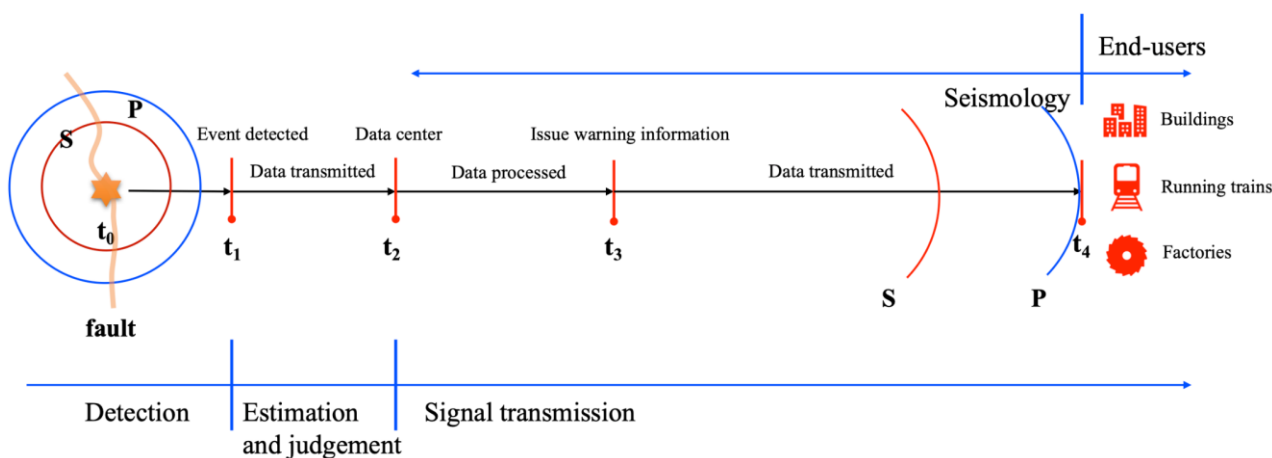 End-users
Seismology
P
S
Event detected
Data center
Issue warning information
Buildings
Data transmitted
Data processed
Data transmitted
Running trains
t0
t1
t2
t3
t4
Factories
S
P
fault
Detection
Estimation
and judgement
Signal transmission